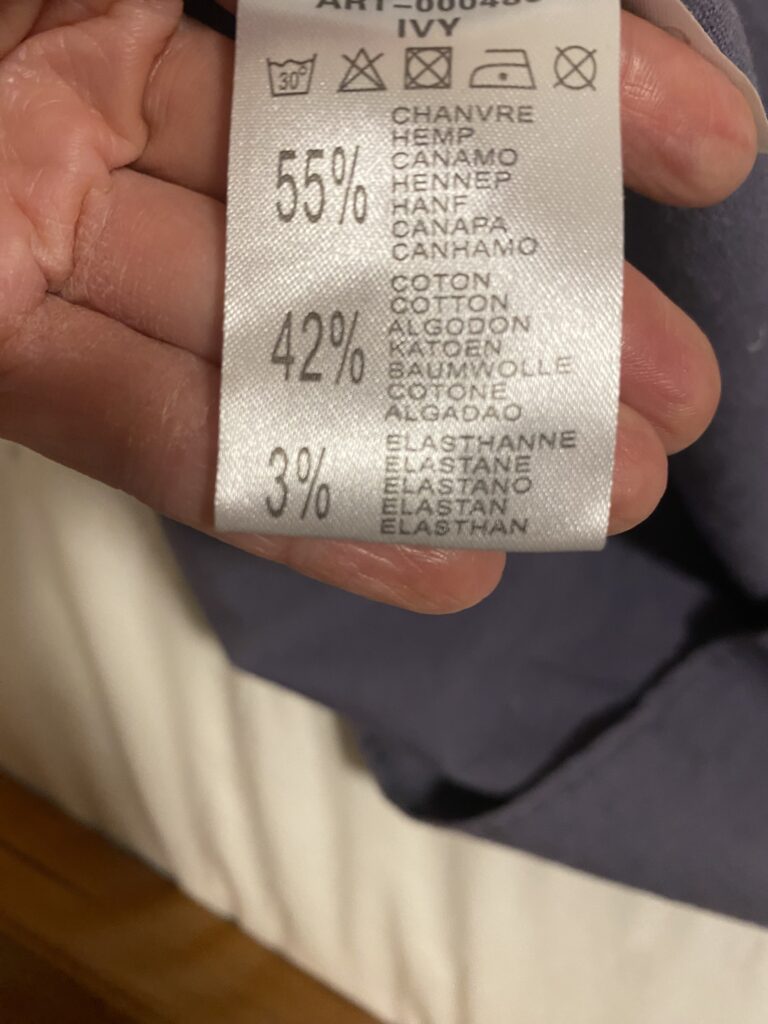 IVY
30°
55%
CHANVRE
HEMP
CANAMO
HENNEP
HANF
CANAPA
CANHAMO
42%
COTON
COTTON
ALGODON
KATOEN
BAUMWOLLE
COTONE
ALGADAO
3%
ELASTHANNE
ELASTANE
ELASTANO
ELASTAN
ELASTHAN